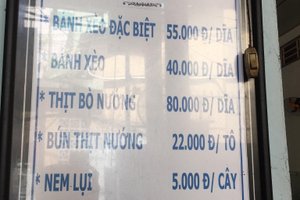 * BÁNH XÈO ĐẶC BIỆT 55.000 Đ/ DĨA
* BÁNH XÈO 40.000 Đ/ DĨA
* THỊT BÒ NƯỚNG 80.000 Đ/ DĨA
* BÚN THỊT NƯỚNG 22.000 Đ/ TÔ
* NEM LỤI 5.000 Đ/ CÂY